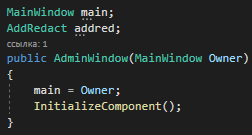 MainWindow main;
AddRedact addred;
ссылка: 1
public AdminWindow(MainWindow Owner)
{
main = Owner;
InitializeComponent();
}